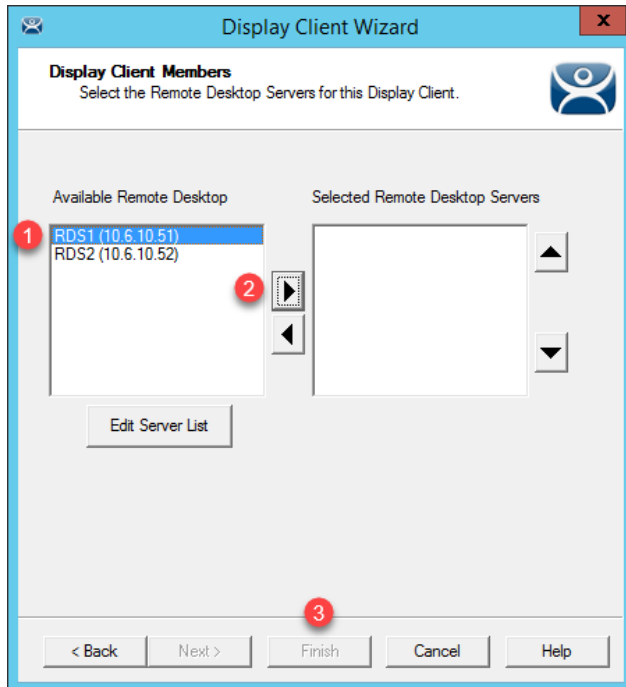 Display Client Wizard
x
Display Client Members
Select the Remote Desktop Servers for this Display Client.
Available Remote Desktop
Selected Remote Desktop Servers
1
RDS1 (10.6.10.51)
RDS2 (10.6.10.52)
2
Edit Server List
3
< Back
Next >
Finish
Cancel
Help